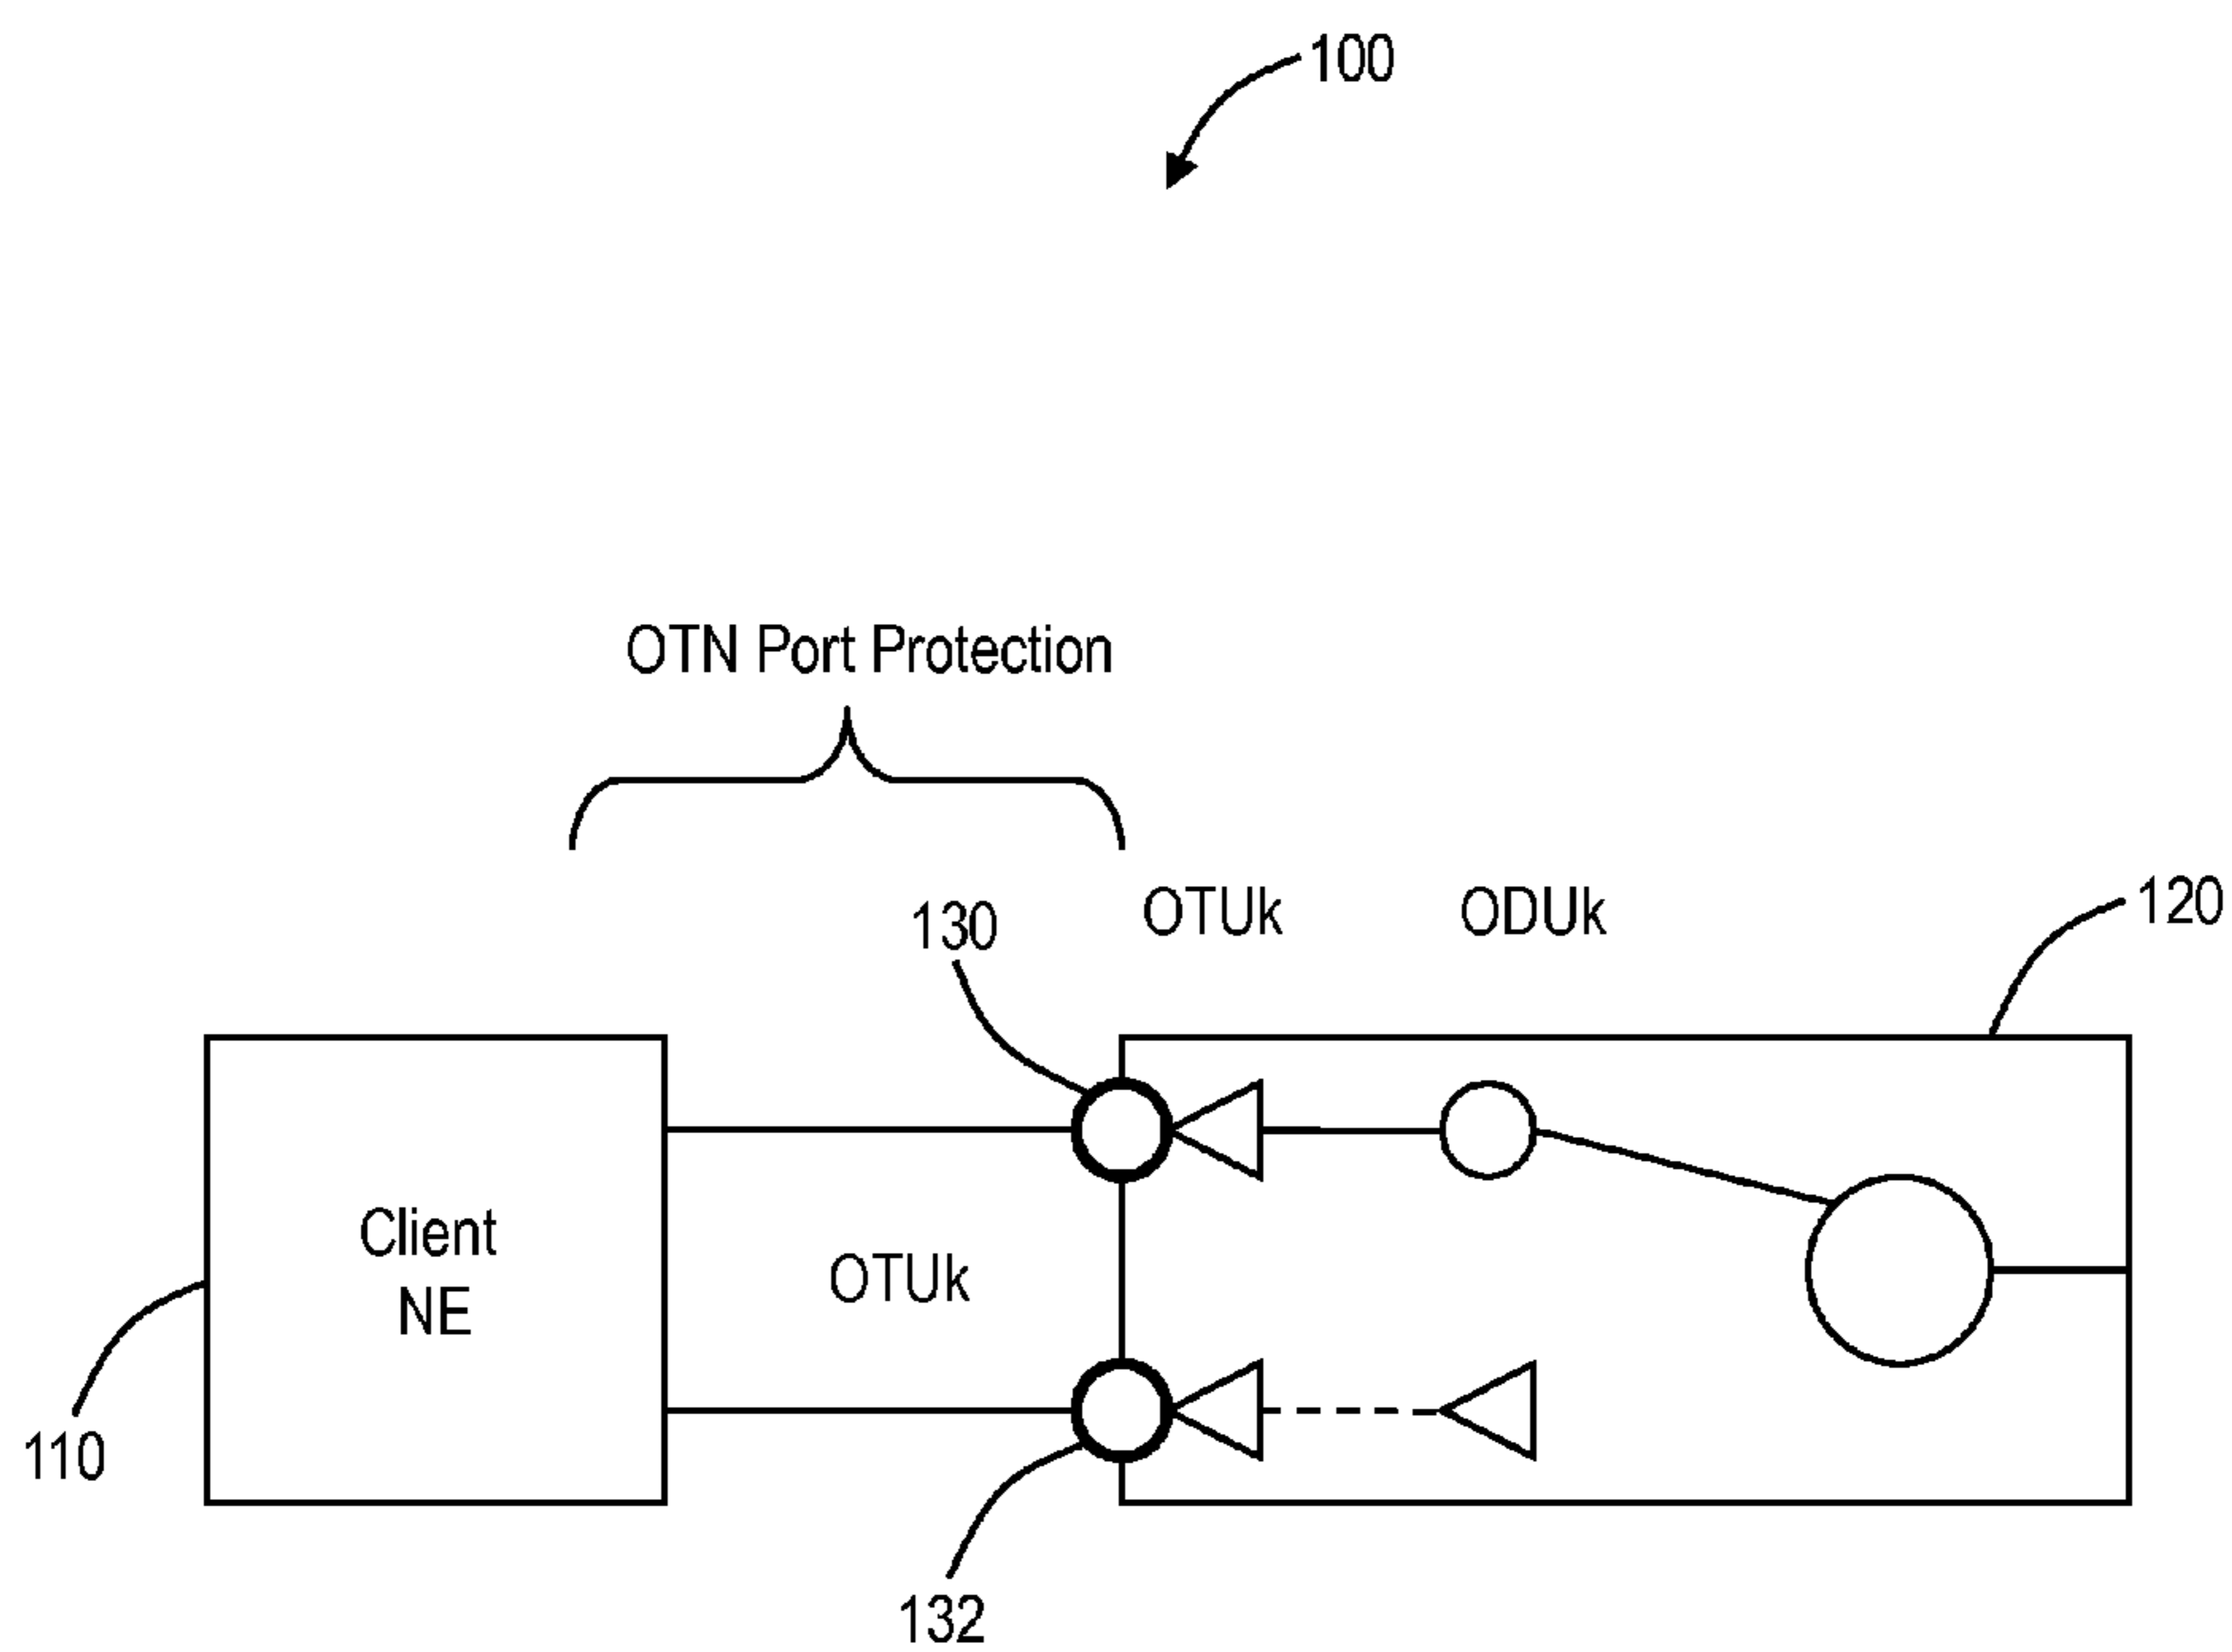 100
OTN Port Protection
130
OTUk
ODUk
120
Client
NE
OTUk
110
132